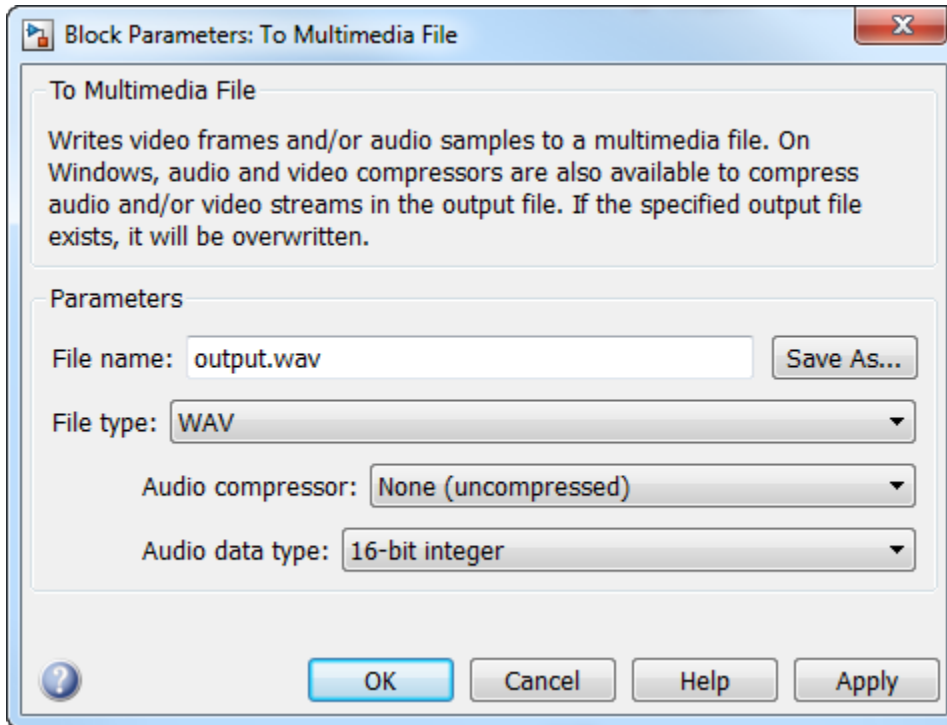 Block Parameters: To Multimedia File
To Multimedia File
Writes video frames and/or audio samples to a multimedia file. On
Windows, audio and video compressors are also available to compress
audio and/or video streams in the output file. If the specified output file
exists, it will be overwritten.
Parameters
File name: output.wav Save As...
File type: WAV
Audio compressor: None (uncompressed)
Audio data type: 16-bit integer
? OK Cancel Help Apply